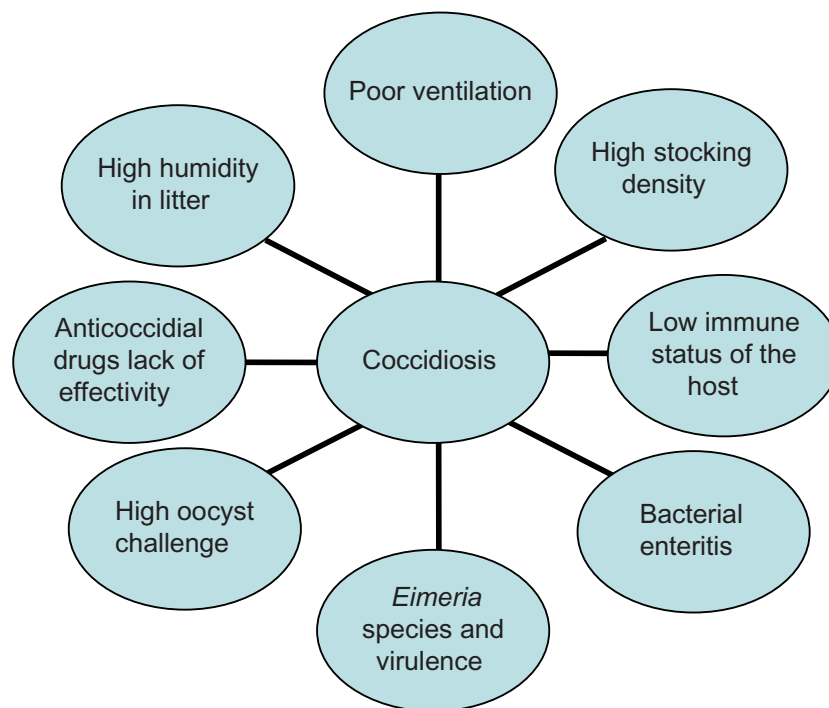 Poor ventilation
High humidity
in litter
High stocking
density
Anticoccidial
drugs lack of
effectivity
Coccidiosis
Low immune
status of the
host
High oocyst
challenge
Bacterial
enteritis
Eimeria
species and
virulence